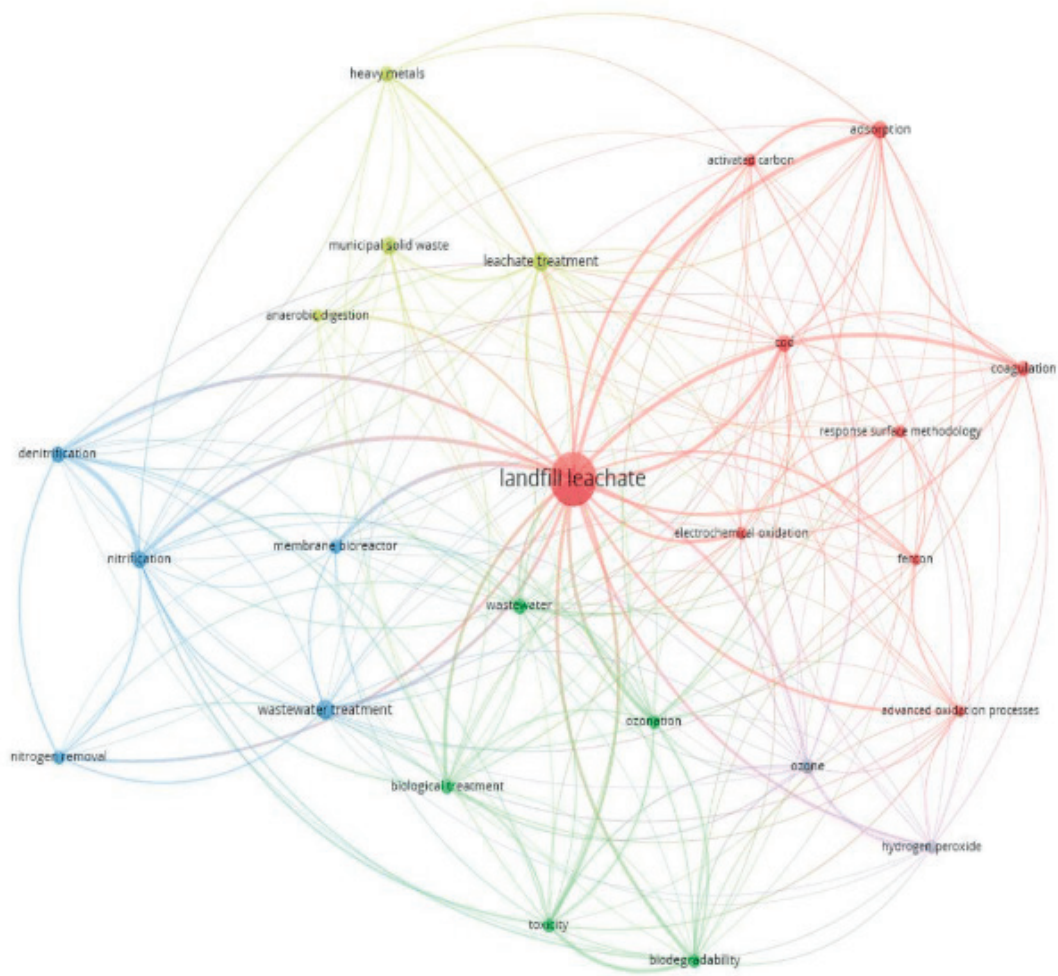 heavy metals
adsorption
activated carbon
municipal solid waste
leachate treatment
anaerobic digestion
cod
coagulation
response surface methodology
denitrification
landfill leachate
electrochemical oxidation
membrane bioreactor
nitrification
fenton
wastewater
wastewater treatment
advanced oxidation processes
ozonation
nitrogen removal
ozone
biological treatment
hydrogen peroxide
toxicity
biodegradability